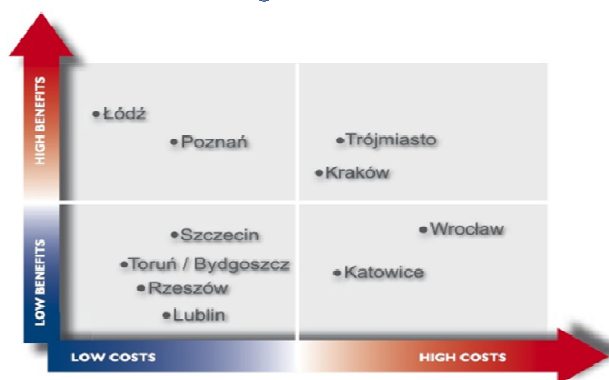 HIGH BENEFITS
•Łódź
•Poznań
•Trójmiasto
•Kraków
LOW BENEFITS
•Szczecin
•Wrocław
•Toruń / Bydgoszcz
•Katowice
•Rzeszów
•Lublin
LOW COSTS
HIGH COSTS